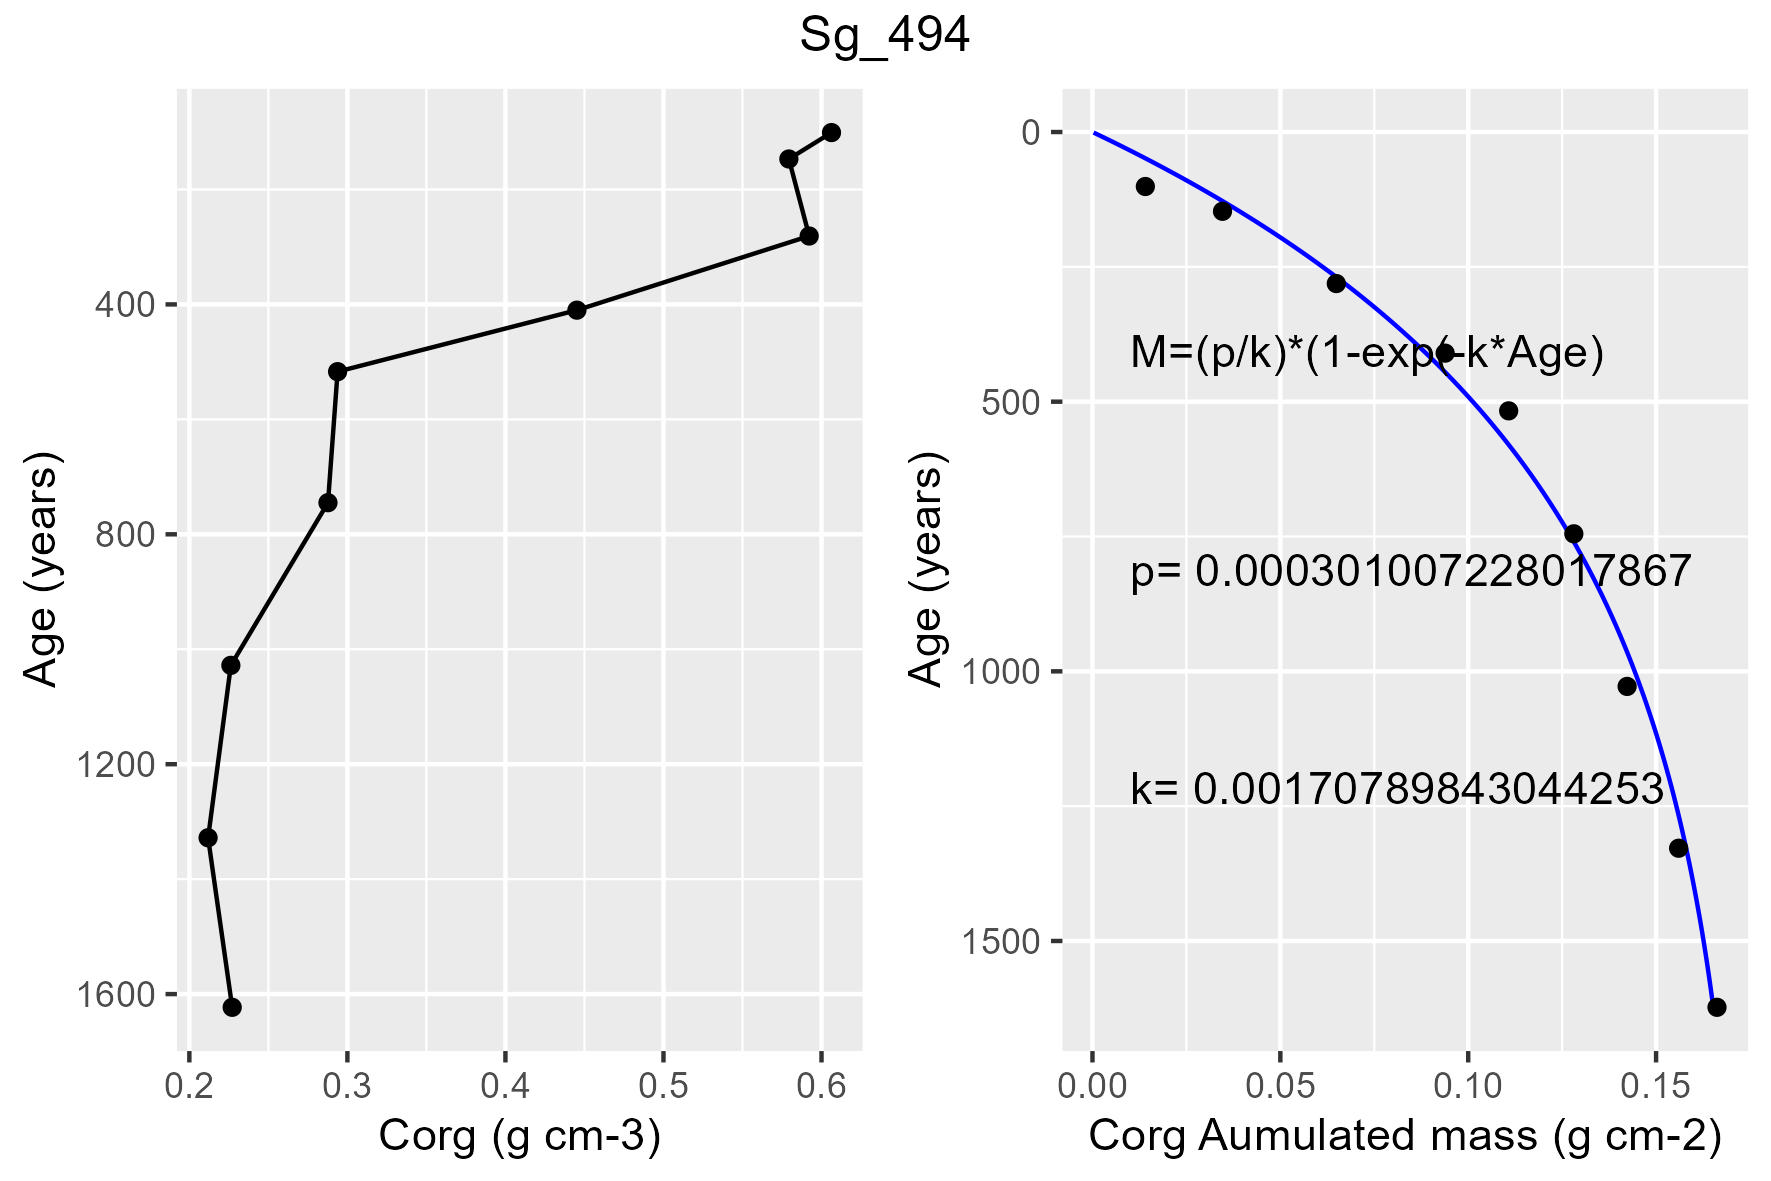 Sg_494
Age (years)
400
800
1200
1600
0.2 0.3 0.4 0.5 0.6
Corg (g cm-3)
Age (years)
0
500
1000
1500
M=(p/k)*(1-exp(-k*Age)
p= 0.000301007228017867
k= 0.00170789843044253
0.00 0.05 0.10 0.15
Corg Aumulated mass (g cm-2)